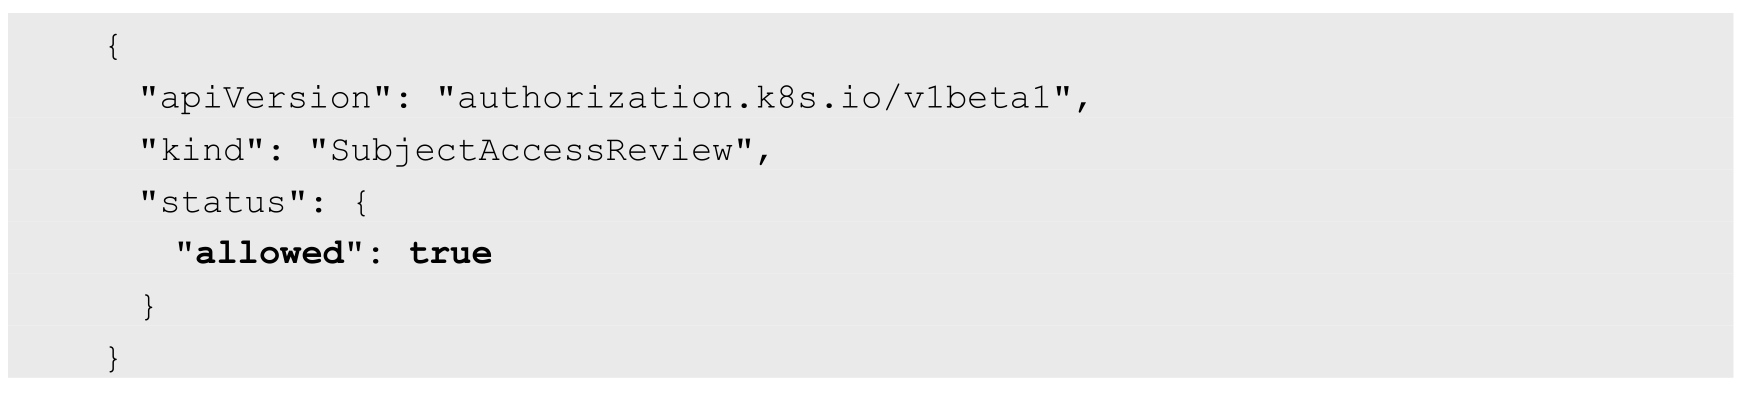 {
"apiVersion": "authorization.k8s.io/v1beta1",
"kind": "SubjectAccessReview",
"status": {
"allowed": true
}
}